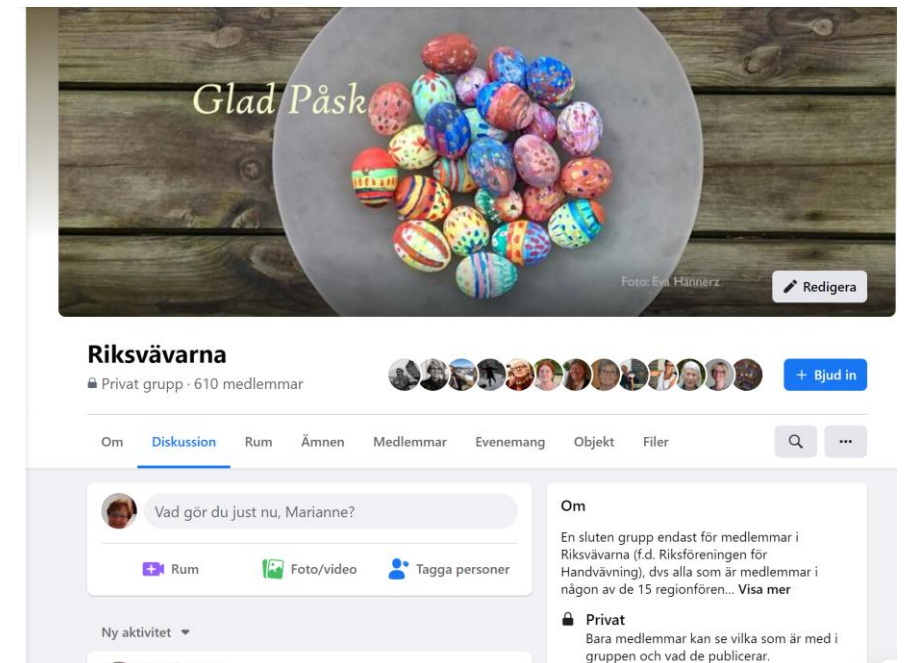 Glad Påsk
Foto: Eva Hannerz
Redigera
Riksvävarna
Privat grupp · 610 medlemmar
+ Bjud in
Om
Diskussion
Rum
Ämnen
Medlemmar
Evenemang
Objekt
Filer
Vad gör du just nu, Marianne?
Rum
Foto/video
Tagga personer
Ny aktivitet
Om
En sluten grupp endast för medlemmar i
Riksvävarna (f.d. Riksföreningen för
Handvävning), dvs alla som är medlemmar i
någon av de 15 regionfören... Visa mer
Privat
Bara medlemmar kan se vilka som är med i
gruppen och vad de publicerar.